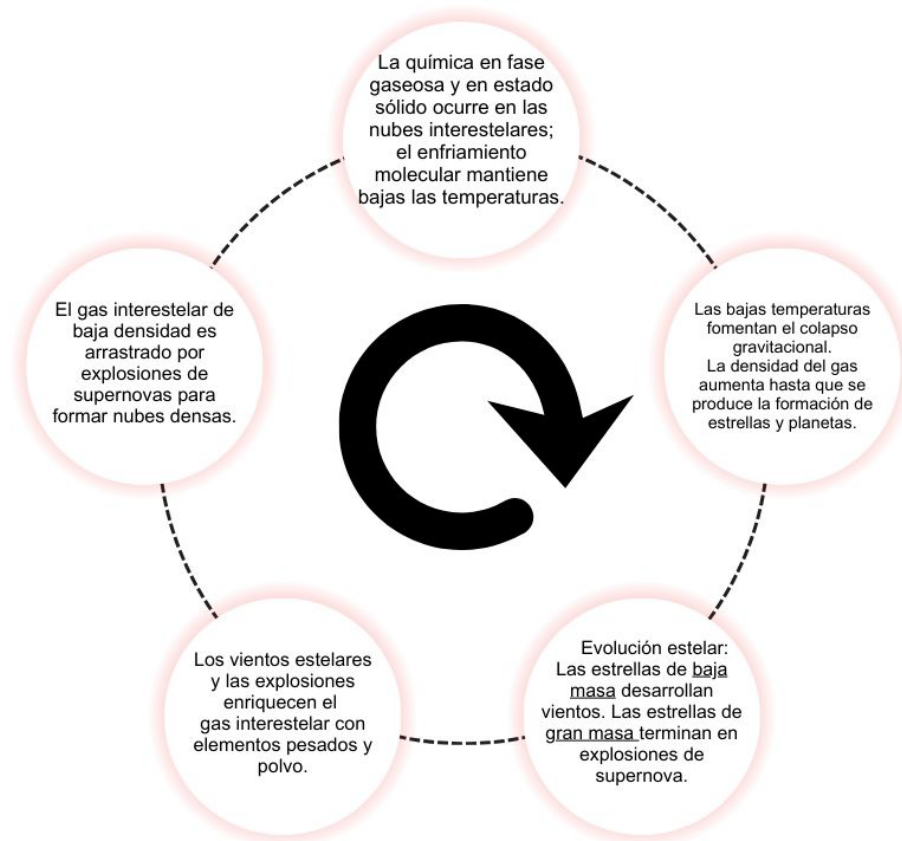 La química en fase
gaseosa y en estado
sólido ocurre en las
nubes interestelares;
el enfriamiento
molecular mantiene
bajas las temperaturas.
Las bajas temperaturas
fomentan el colapso
gravitacional.
La densidad del gas
aumenta hasta que se
produce la formación de
estrellas y planetas.
Evolución estelar:
Las estrellas de baja
masa desarrollan
vientos. Las estrellas de
gran masa terminan en
explosiones de
supernova.
Los vientos estelares
y las explosiones
enriquecen el
gas interestelar con
elementos pesados y
polvo.
El gas interestelar de
baja densidad es
arrastrado por
explosiones de
supernovas para
formar nubes densas.